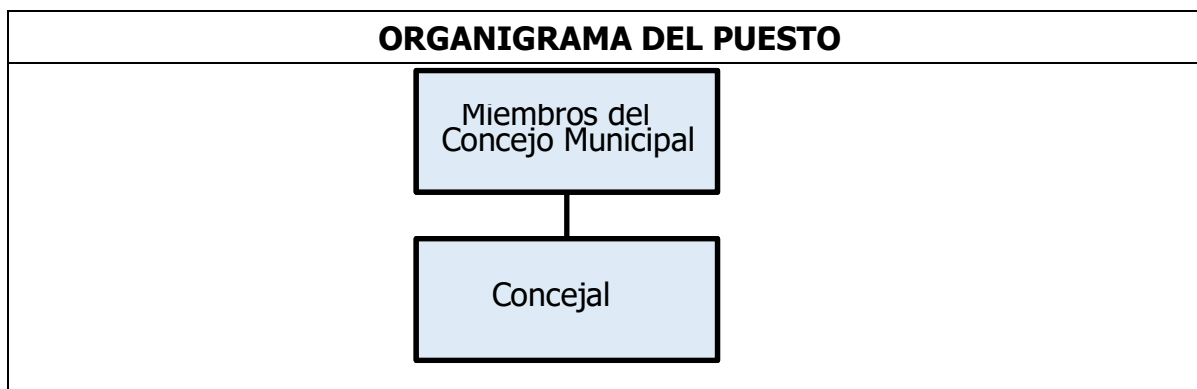 ORGANIGRAMA DEL PUESTO
Miembros del
Concejo Municipal
Concejal